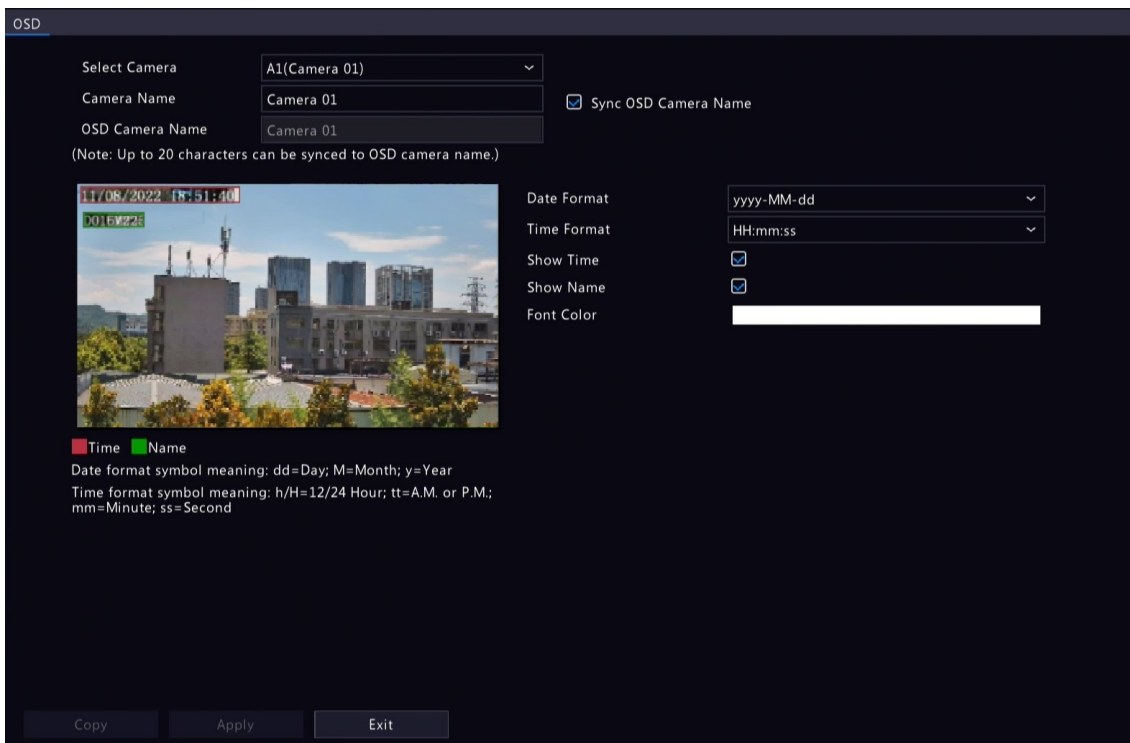 OSD
Select Camera
A1(Camera 01)
Camera Name
Camera 01
Sync OSD Camera Name
OSD Camera Name
Camera 01
(Note: Up to 20 characters can be synced to OSD camera name.)
11/08/2022 18:51:40
Date Format
yyyy-MM-dd
Time Format
HH:mm:ss
Show Time
Show Name
Font Color
Time
Name
Date format symbol meaning: dd=Day; M=Month; y=Year
Time format symbol meaning: h/H=12/24 Hour; tt=A.M. or P.M.;
mm=Minute; ss=Second
Copy
Apply
Exit